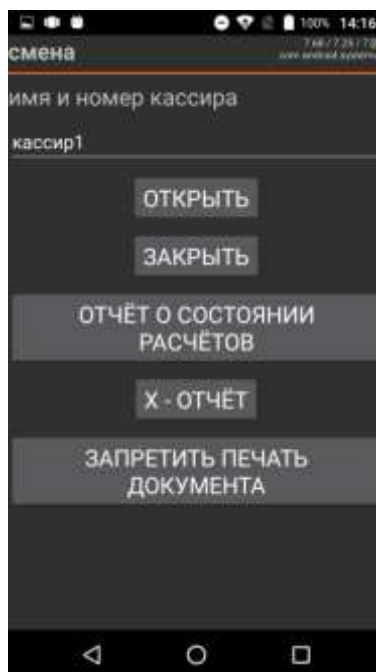 100% 14:16
смена
имя и номер кассира
кассир1
ОТКРЫТЬ
ЗАКРЫТЬ
ОТЧЁТ О СОСТОЯНИИ
РАСЧЁТОВ
X - ОТЧЁТ
ЗАПРЕТИТЬ ПЕЧАТЬ
ДОКУМЕНТА